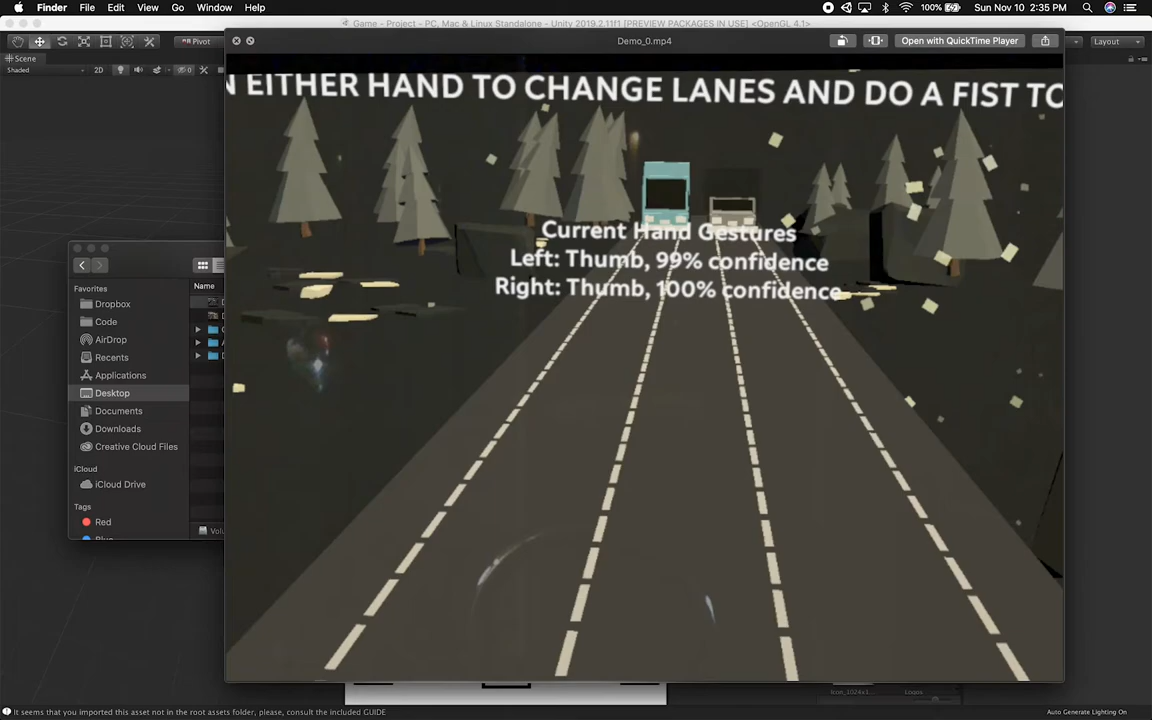 Finder File Edit View Go Window Help
100% Sun Nov 10 2:35 PM
Game - Project - PC, Mac & Linux Standalone - Unity 2019.2.11f1 [PREVIEW PACKAGES IN USE] <OpenGL 4.1>
Pivot
Layout
Demo_0.mp4
Open with QuickTime Player
Scene
Shaded
2D
0
N EITHER HAND TO CHANGE LANES AND DO A FIST TO
Current Hand Gestures
Left: Thumb, 99% confidence
Right: Thumb, 100% confidence
Favorites
Dropbox
Code
AirDrop
Recents
Applications
Desktop
Documents
Downloads
Creative Cloud Files
iCloud
iCloud Drive
Tags
Red
Name
Icon_1024x1...
Logos
It seems that you imported this asset not in the root assets folder, please, consult the included GUIDE
Auto Generate Lighting On